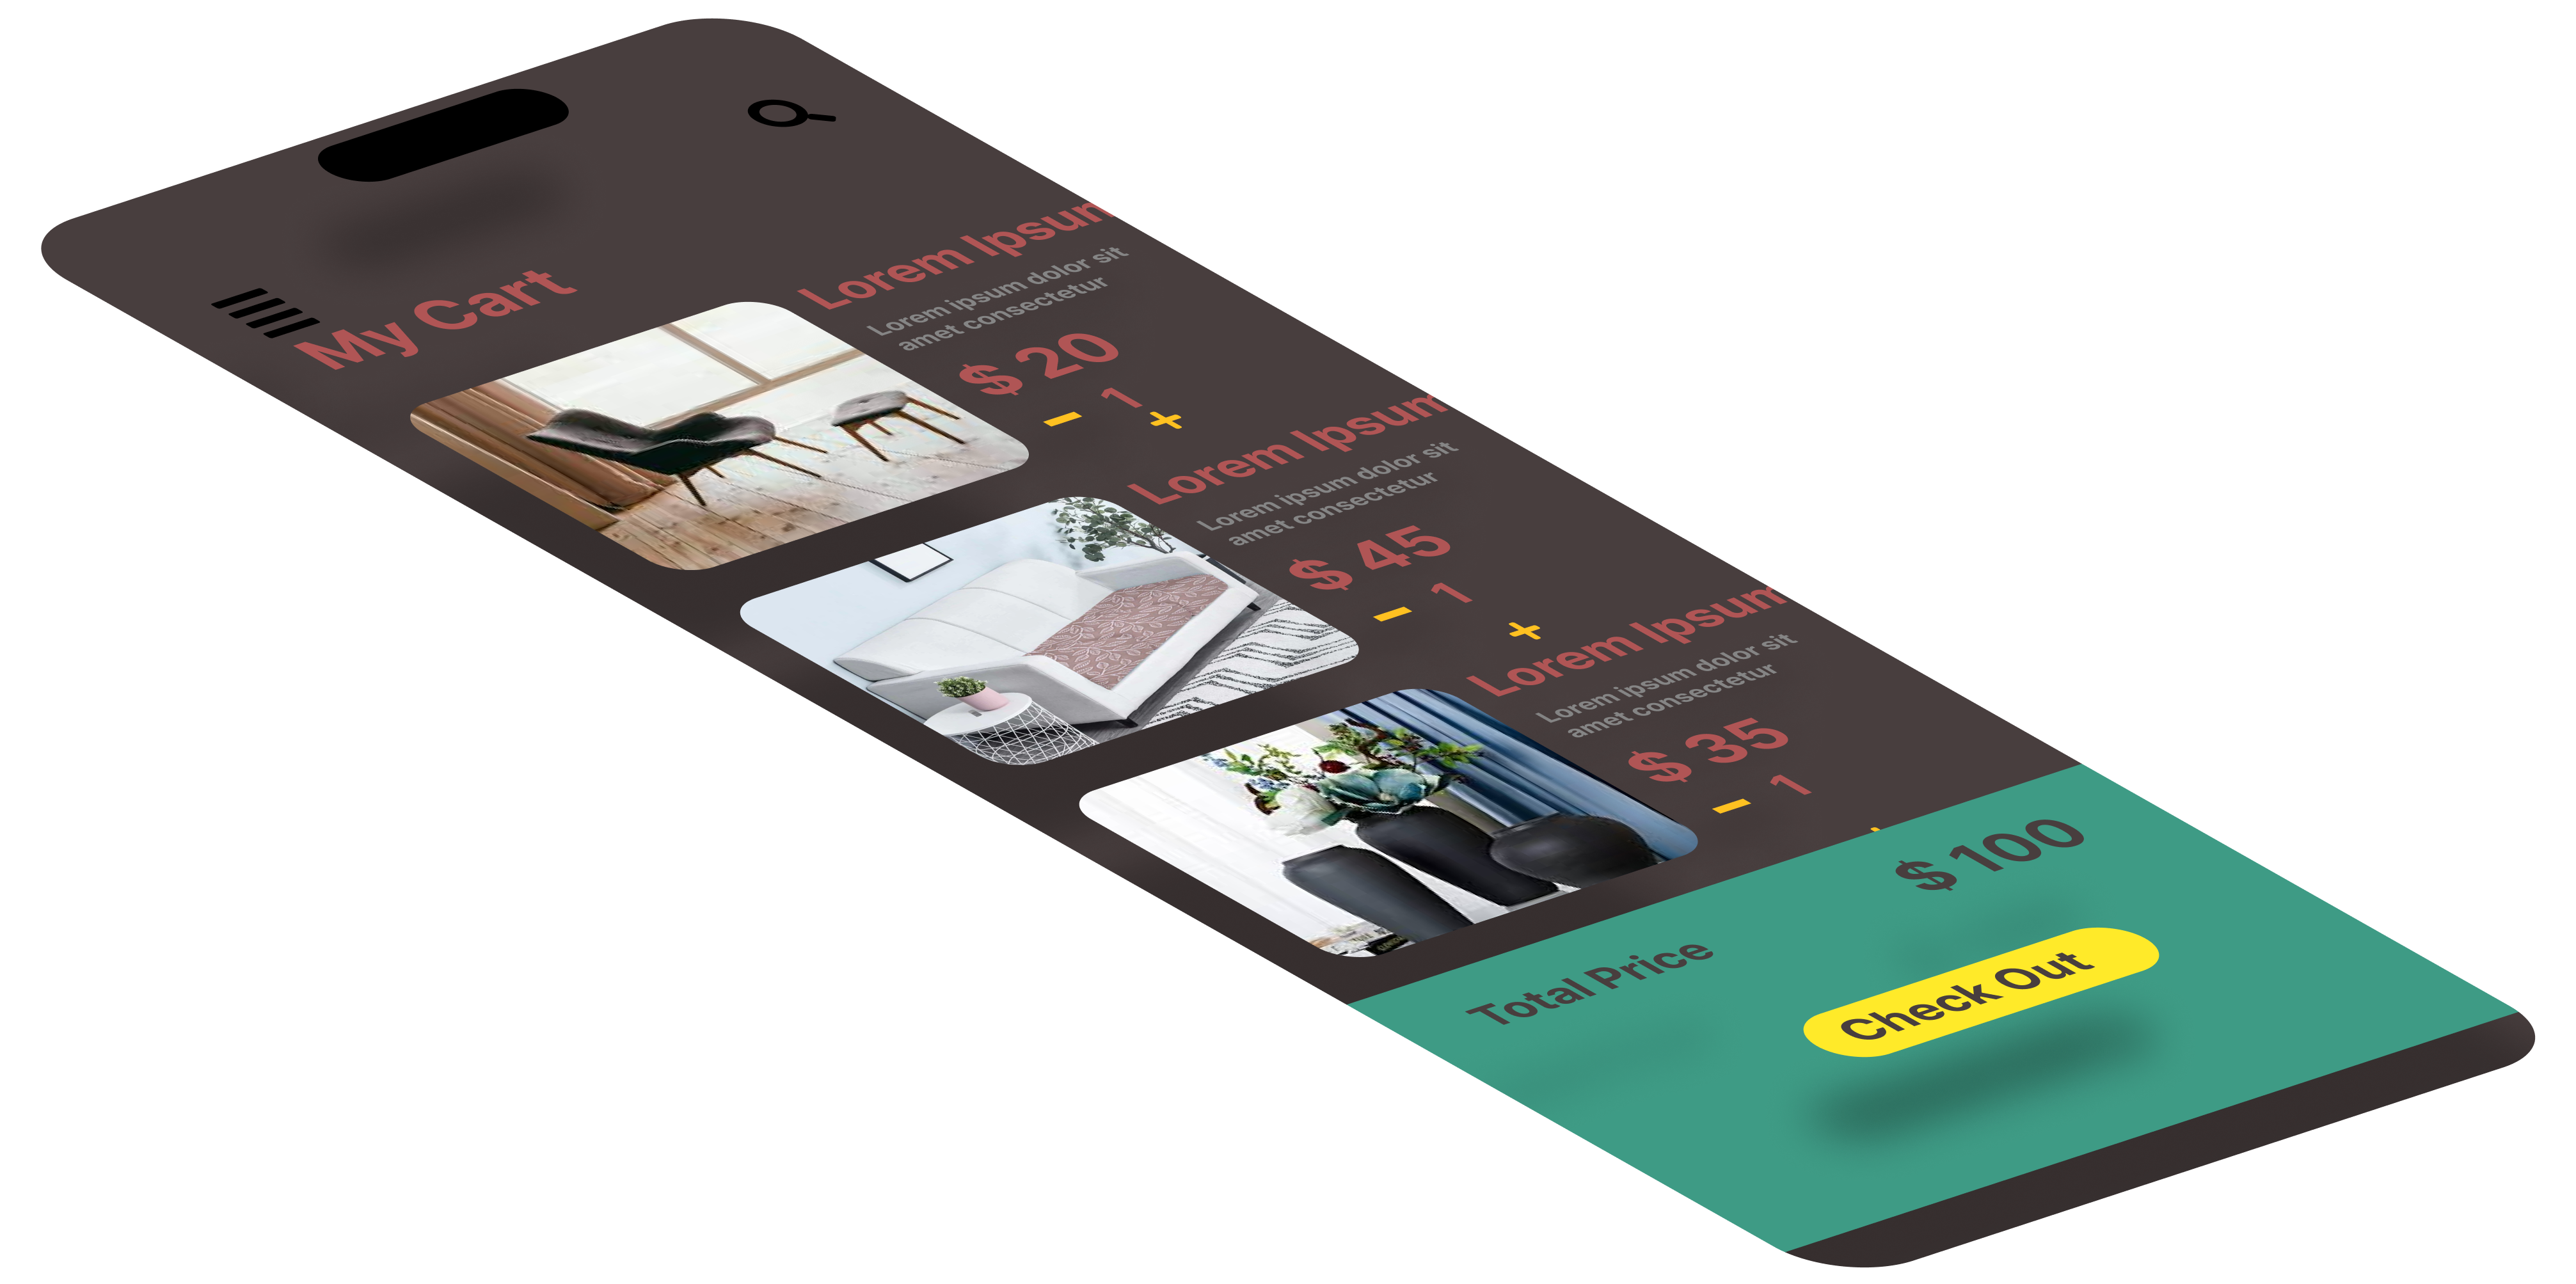 My Cart
Lorem Ipsum
Lorem ipsum dolor sit
amet consectetur
$ 20
- 1 +
Lorem Ipsum
Lorem ipsum dolor sit
amet consectetur
$ 45
- 1 +
Lorem Ipsum
Lorem ipsum dolor sit
amet consectetur
$ 35
- 1
Total Price
$ 100
Check Out